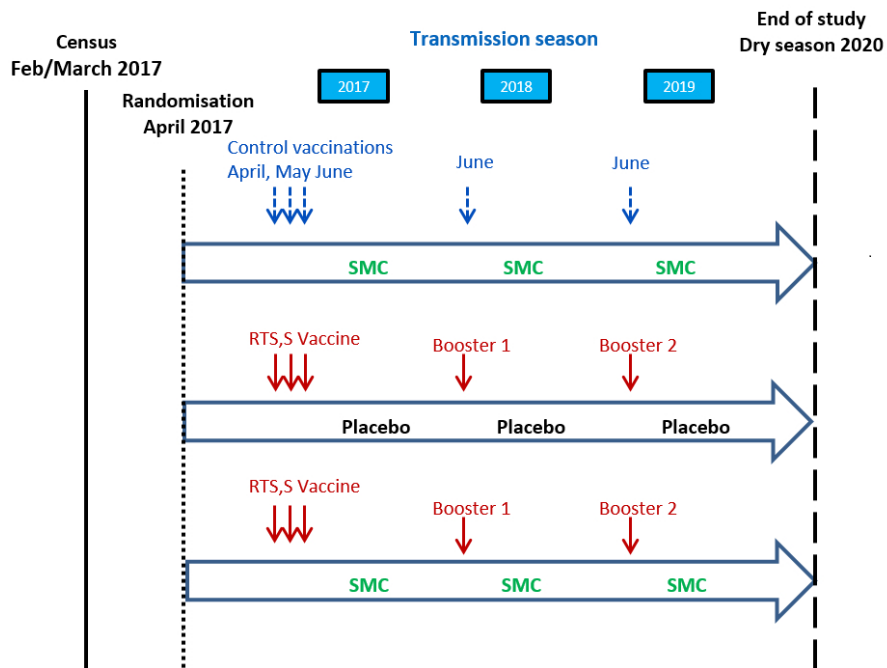 Census
Feb/March 2017
Transmission season
End of study
Dry season 2020
2017
2018
2019
Randomisation
April 2017
Control vaccinations
April, May June
June
June
SMC
SMC
SMC
RTS,S Vaccine
Booster 1
Booster 2
Placebo
Placebo
Placebo
RTS,S Vaccine
Booster 1
Booster 2
SMC
SMC
SMC